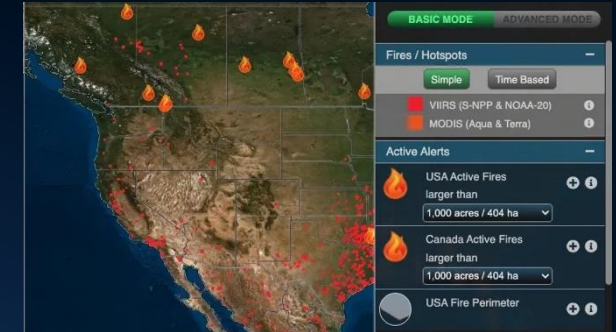 BASIC MODE
ADVANCED MODE
Fires / Hotspots
Simple
Time Based
VIIRS (S-NPP & NOAA-20)
MODIS (Aqua & Terra)
Active Alerts
USA Active Fires
larger than
1,000 acres / 404 ha
Canada Active Fires
larger than
1,000 acres / 404 ha
USA Fire Perimeter